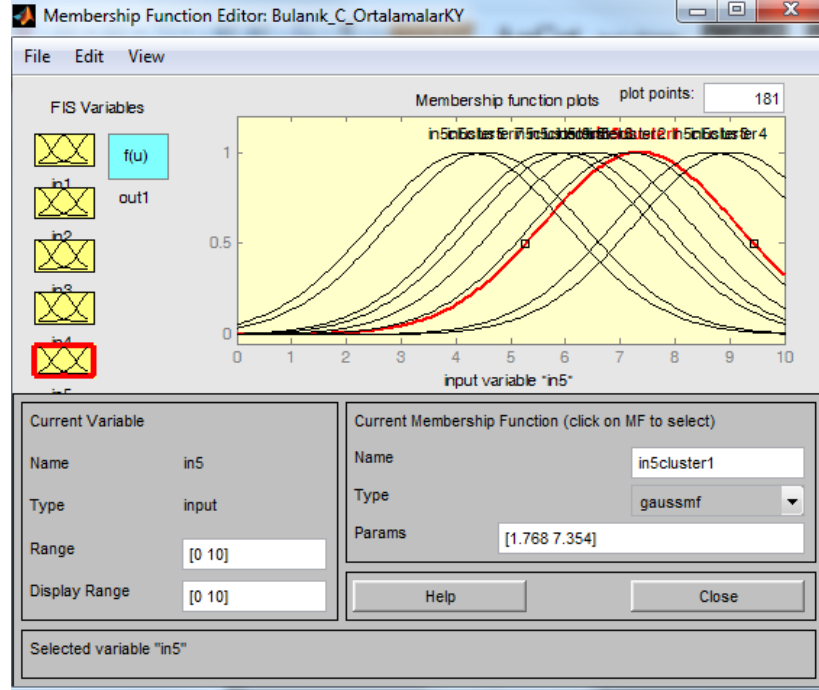 Membership Function Editor: Bulanık_C_OrtalamalarKY
File Edit View
FIS Variables
f(u)
out1
in1
in2
in3
in4
in5
Membership function plots
plot points:
181
1
0.5
0
0 1 2 3 4 5 6 7 8 9 10
input variable "in5"
Current Variable
Name in5
Type input
Range [0 10]
Display Range [0 10]
Current Membership Function (click on MF to select)
Name in5cluster1
Type gaussmf
Params [1.768 7.354]
Help Close
Selected variable "in5"